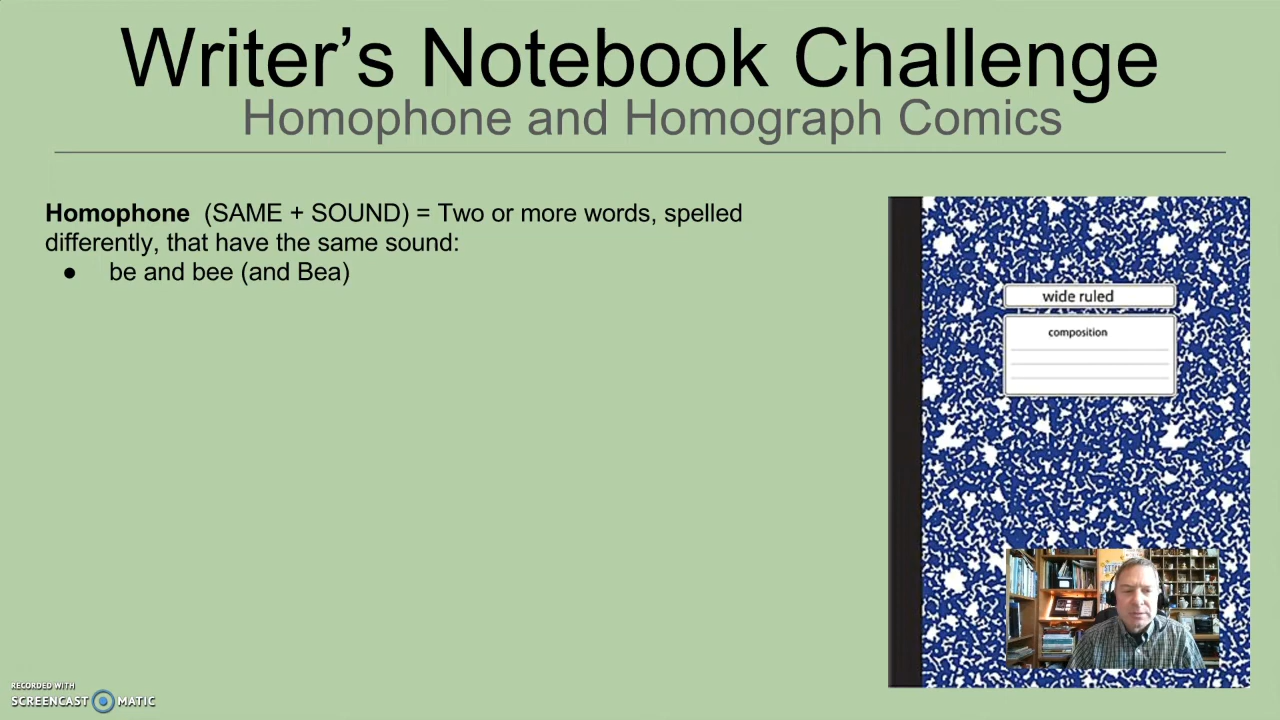 Writer’s Notebook Challenge
Homophone and Homograph Comics
Homophone (SAME + SOUND) = Two or more words, spelled
differently, that have the same sound:
● be and bee (and Bea)
wide ruled
composition
RECORDED WITH
SCREENCAST MATIC